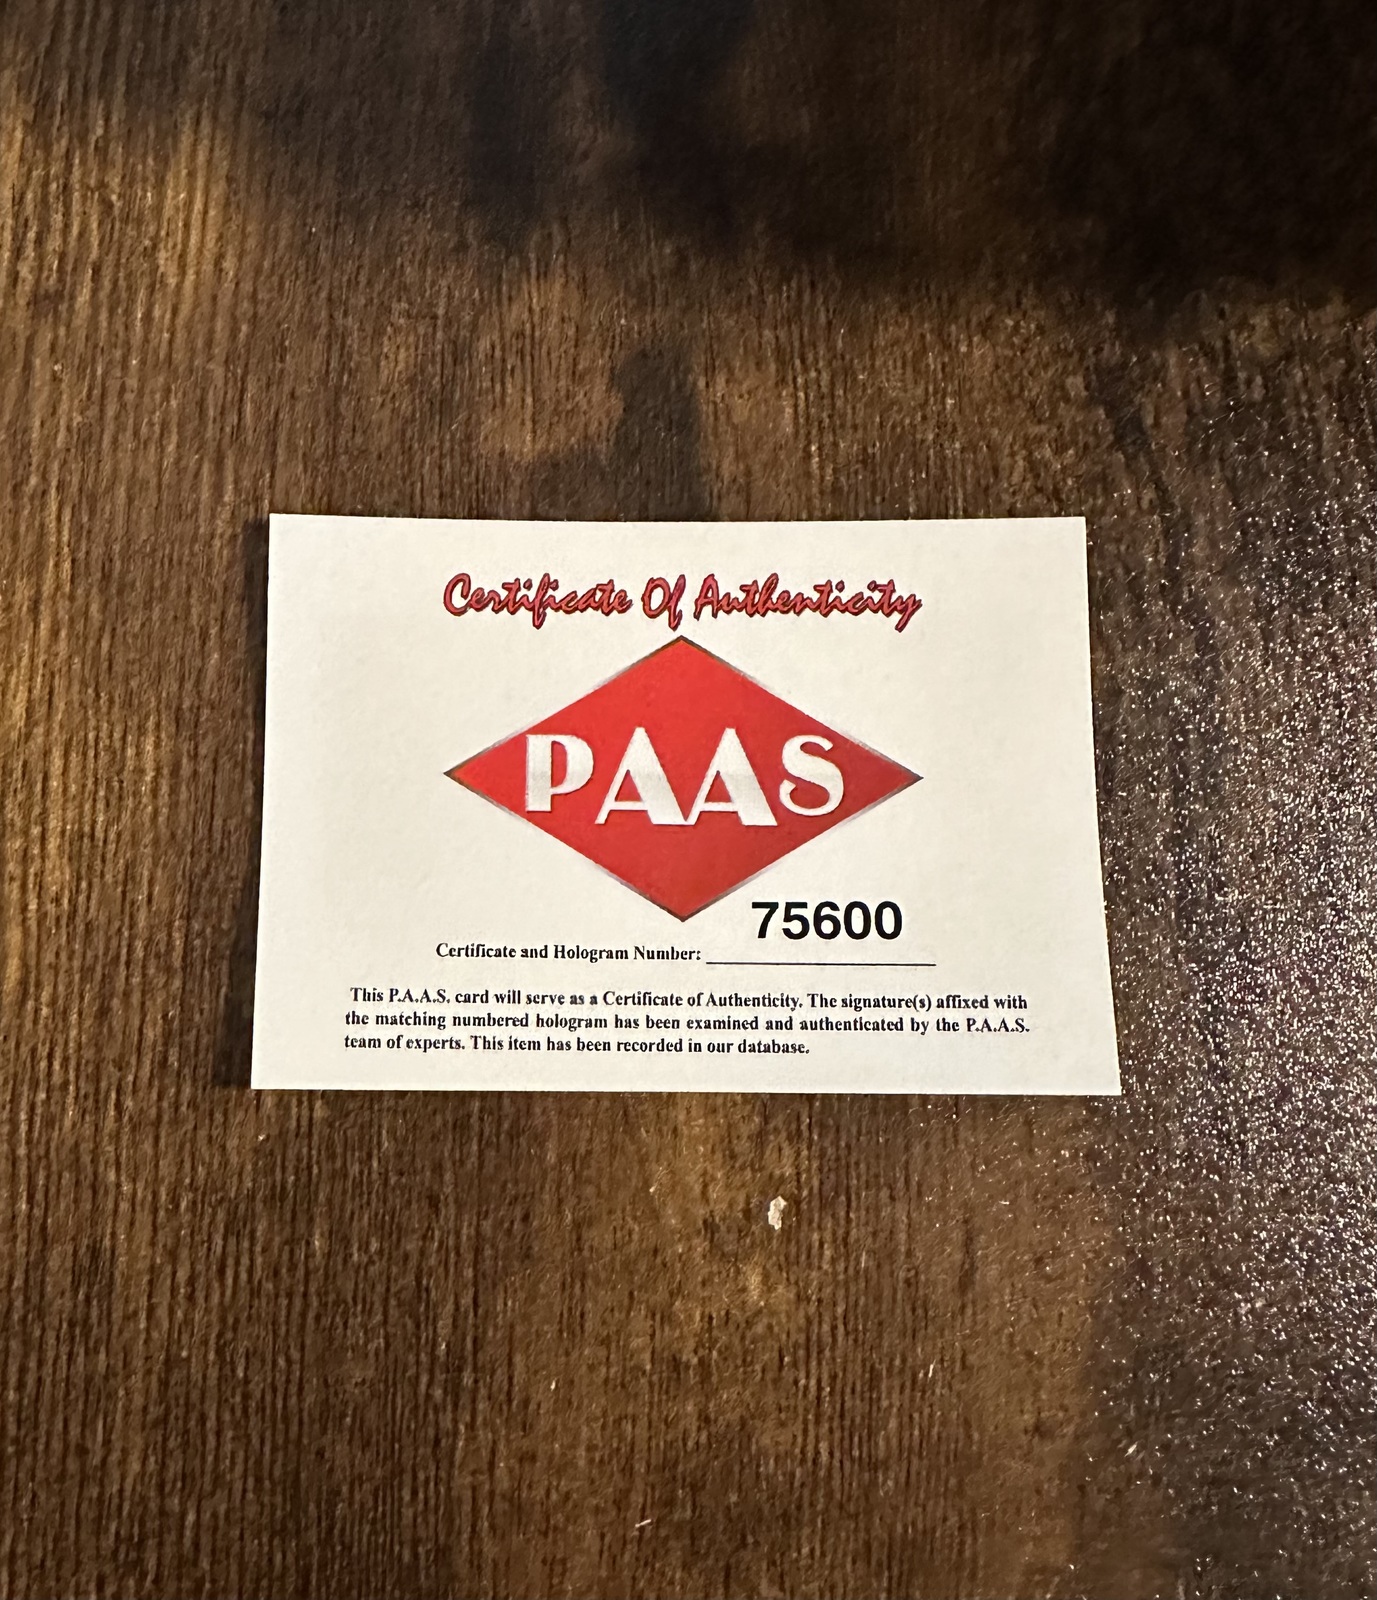 Certificate Of Authenticity
PAAS
75600
Certificate and Hologram Number:
This P.A.A.S. card will serve as a Certificate of Authenticity. The signature(s) affixed with
the matching numbered hologram has been examined and authenticated by the P.A.A.S.
team of experts. This item has been recorded in our database.